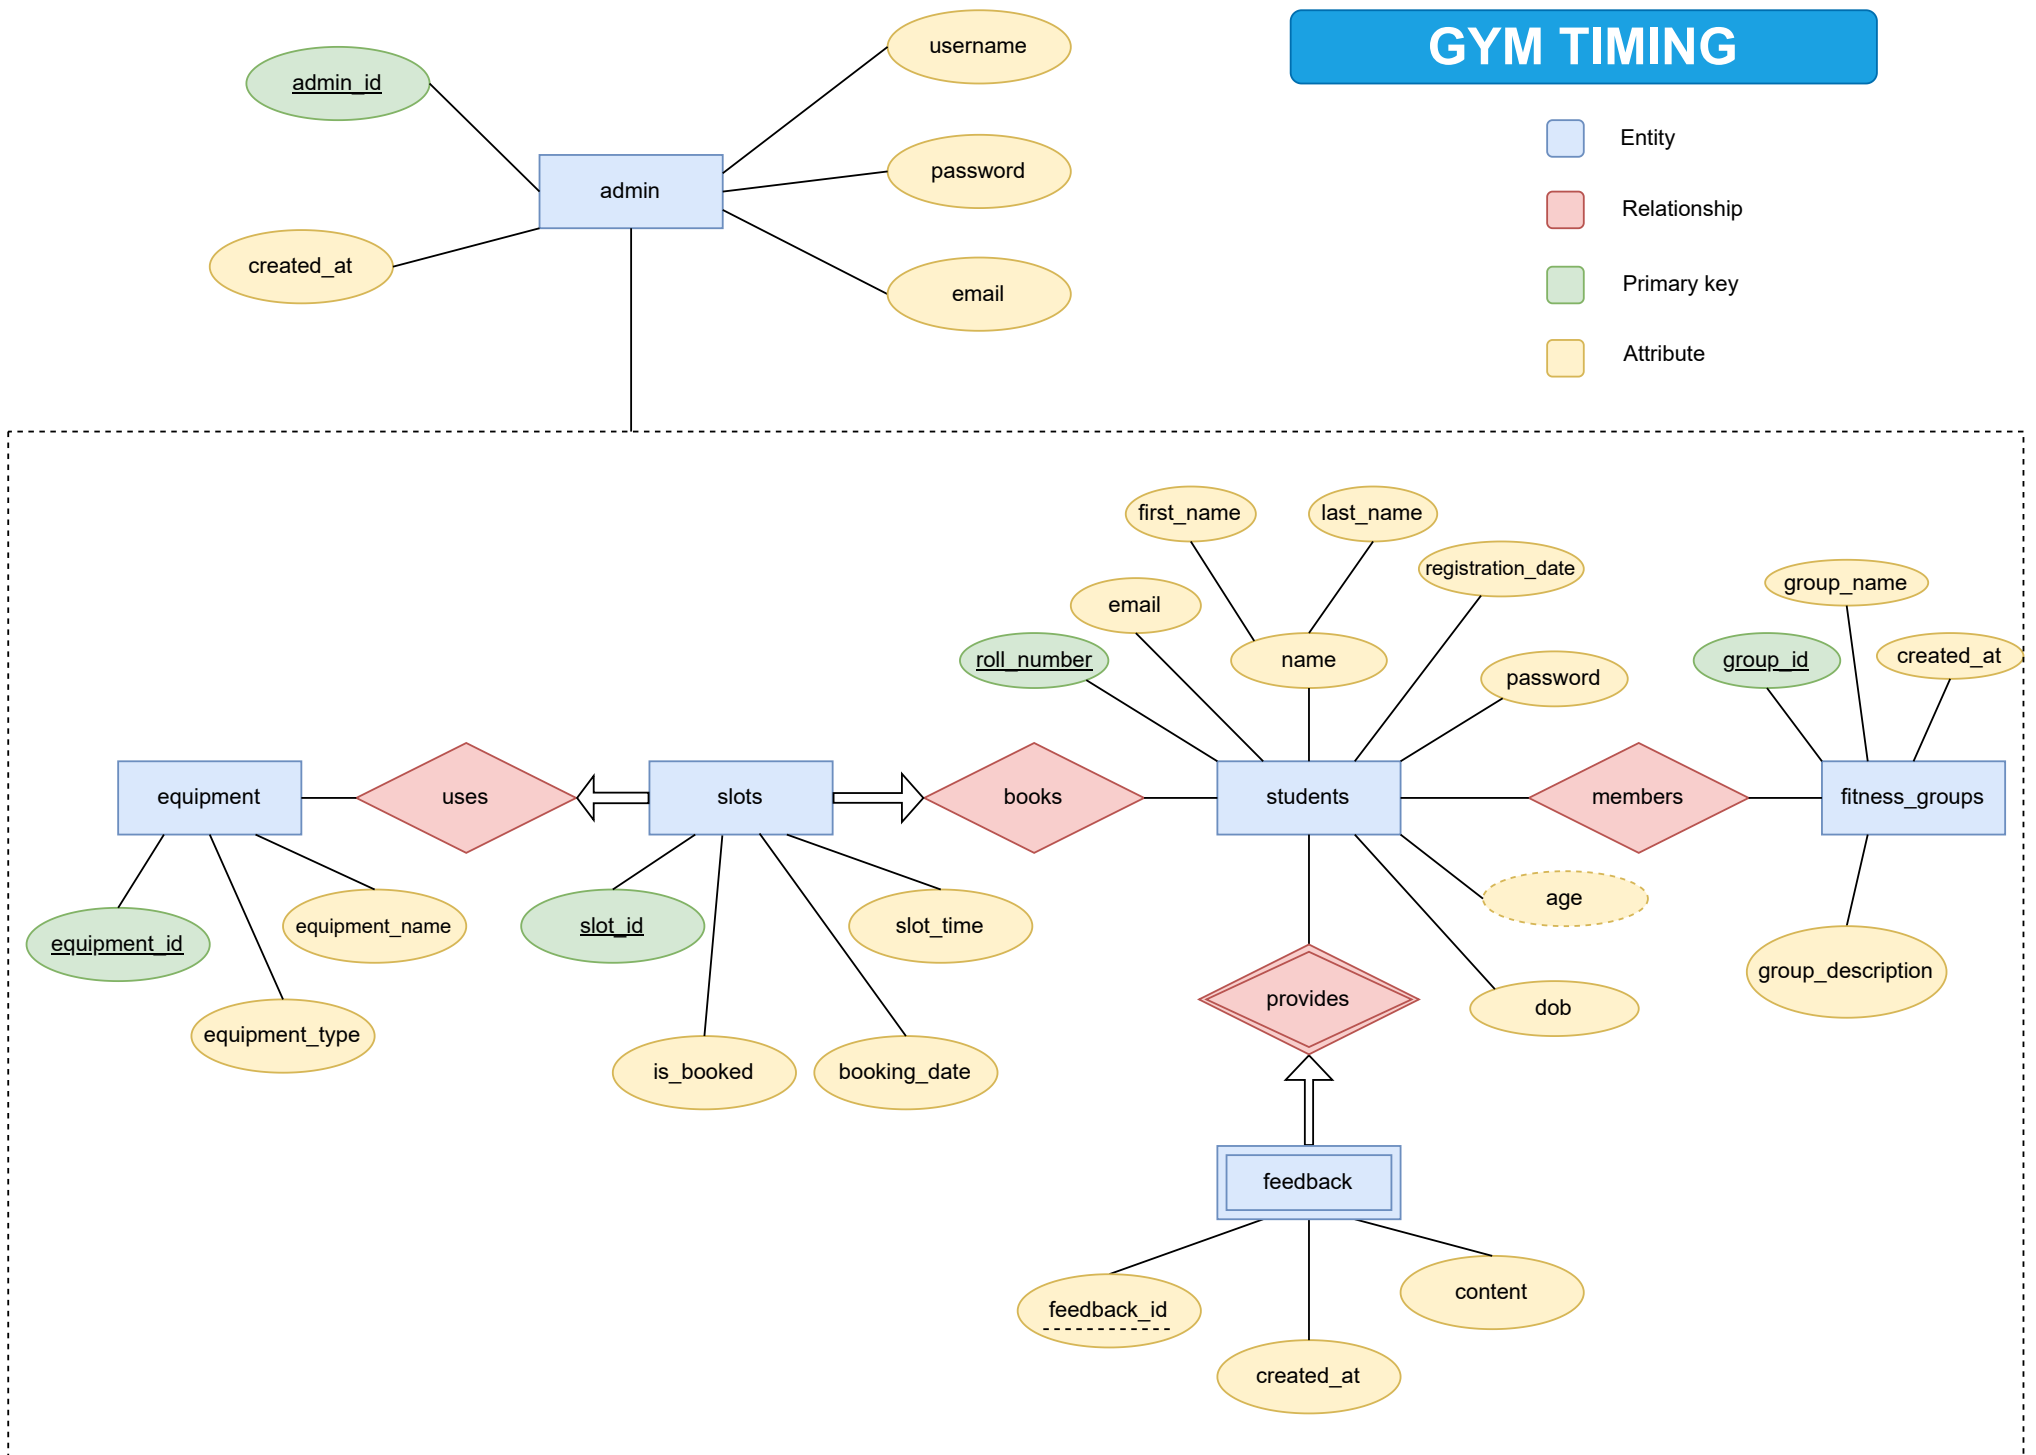 GYM TIMING
username
admin_id
Entity
password
admin
Relationship
created_at
email
Primary key
Attribute
first_name
last_name
registration_date
group_name
email
roll_number
name
group_id
created_at
password
equipment
uses
slots
books
students
members
fitness_groups
age
equipment_id
equipment_name
slot_id
slot_time
group_description
provides
dob
equipment_type
is_booked
booking_date
feedback
feedback_id
content
created_at